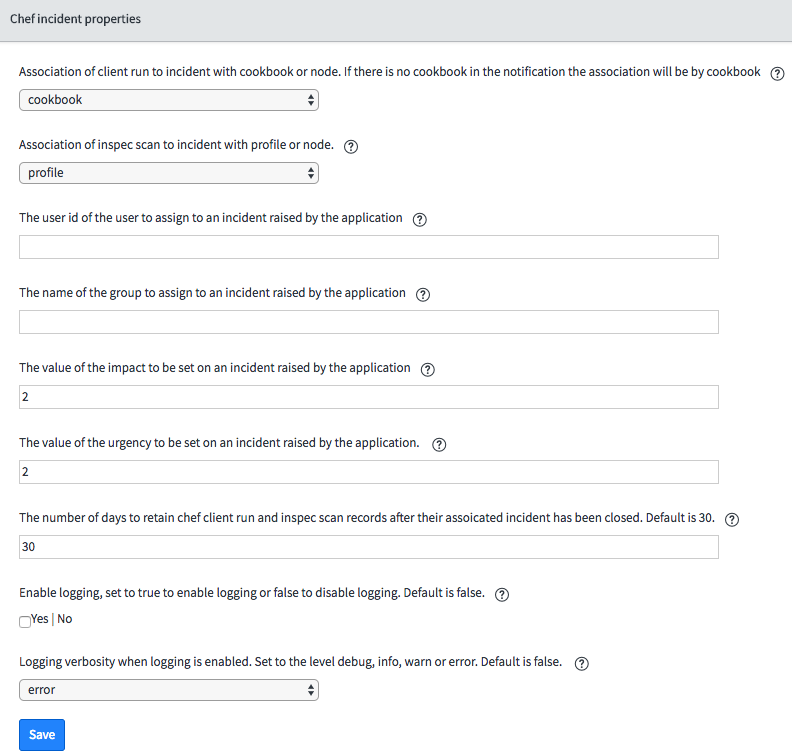 Chef incident properties
Association of client run to incident with cookbook or node. If there is no cookbook in the notification the association will be by cookbook ?
cookbook
Association of inspec scan to incident with profile or node. ?
profile
The user id of the user to assign to an incident raised by the application ?
The name of the group to assign to an incident raised by the application ?
The value of the impact to be set on an incident raised by the application ?
2
The value of the urgency to be set on an incident raised by the application. ?
2
The number of days to retain chef client run and inspec scan records after their assoicated incident has been closed. Default is 30. ?
30
Enable logging, set to true to enable logging or false to disable logging. Default is false. ?
Yes | No
Logging verbosity when logging is enabled. Set to the level debug, info, warn or error. Default is false. ?
error
Save